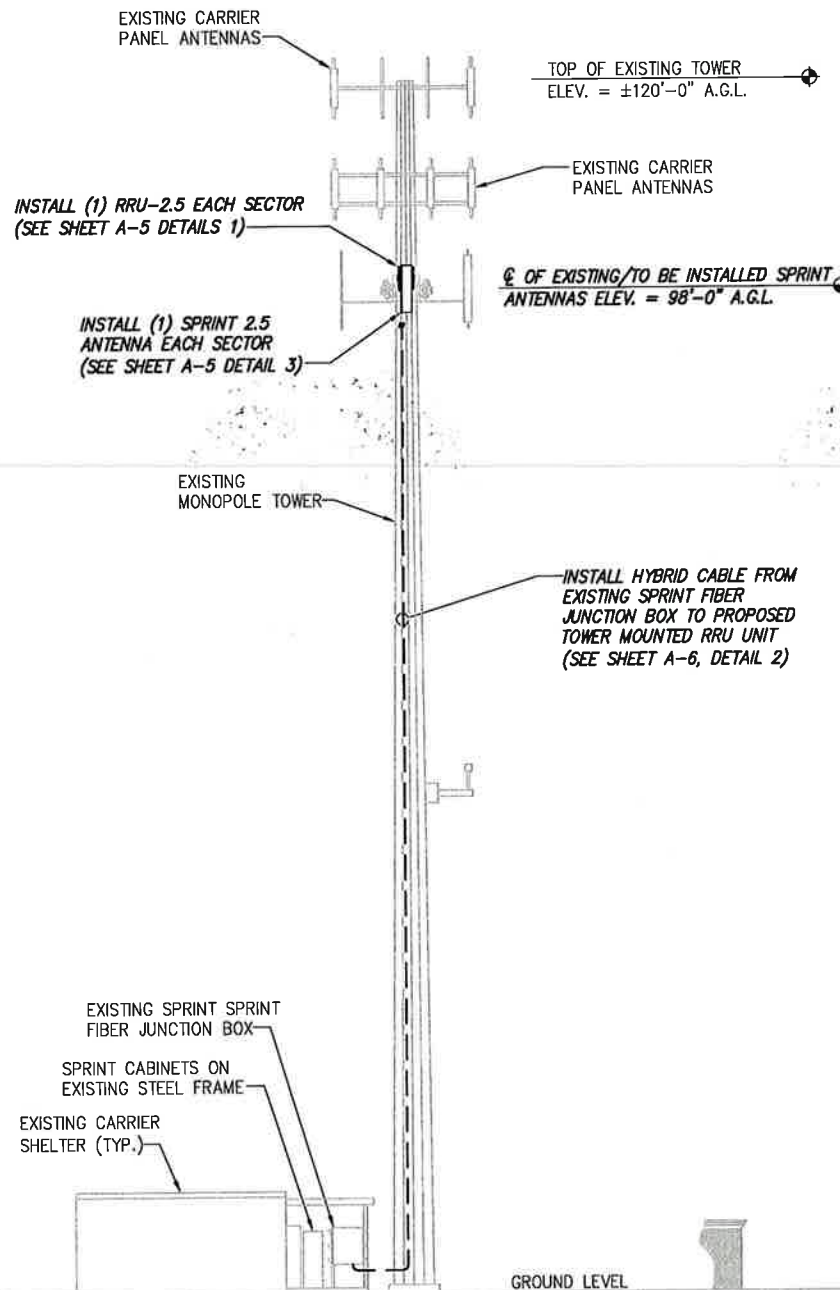 EXISTING CARRIER
PANEL ANTENNAS
TOP OF EXISTING TOWER
ELEV. = ±120'-0" A.G.L.
EXISTING CARRIER
PANEL ANTENNAS
INSTALL (1) RRU-2.5 EACH SECTOR
(SEE SHEET A-5 DETAILS 1)
℄ OF EXISTING/TO BE INSTALLED SPRINT
ANTENNAS ELEV. = 98'-0" A.G.L.
INSTALL (1) SPRINT 2.5
ANTENNA EACH SECTOR
(SEE SHEET A-5 DETAIL 3)
EXISTING
MONOPOLE TOWER
INSTALL HYBRID CABLE FROM
EXISTING SPRINT FIBER
JUNCTION BOX TO PROPOSED
TOWER MOUNTED RRU UNIT
(SEE SHEET A-6, DETAIL 2)
EXISTING SPRINT SPRINT
FIBER JUNCTION BOX
SPRINT CABINETS ON
EXISTING STEEL FRAME
EXISTING CARRIER
SHELTER (TYP.)
GROUND LEVEL